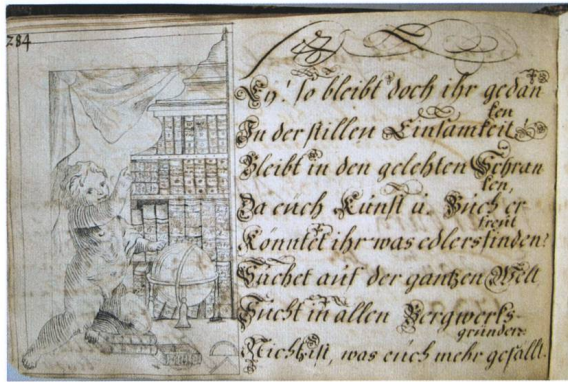 284
Ey! so bleibt doch ihr gedan
ken
In der stillen Einsamkeit
Bleibt in den gelehten Schran
ken,
Da euch Kunst u. Buch er
freut
Könntet ihr was edlers finden?
Suchet auf der gantzen Welt
Sucht in allen Bergwerks-
gründen.
Nichts ist, was euch mehr gefällt.